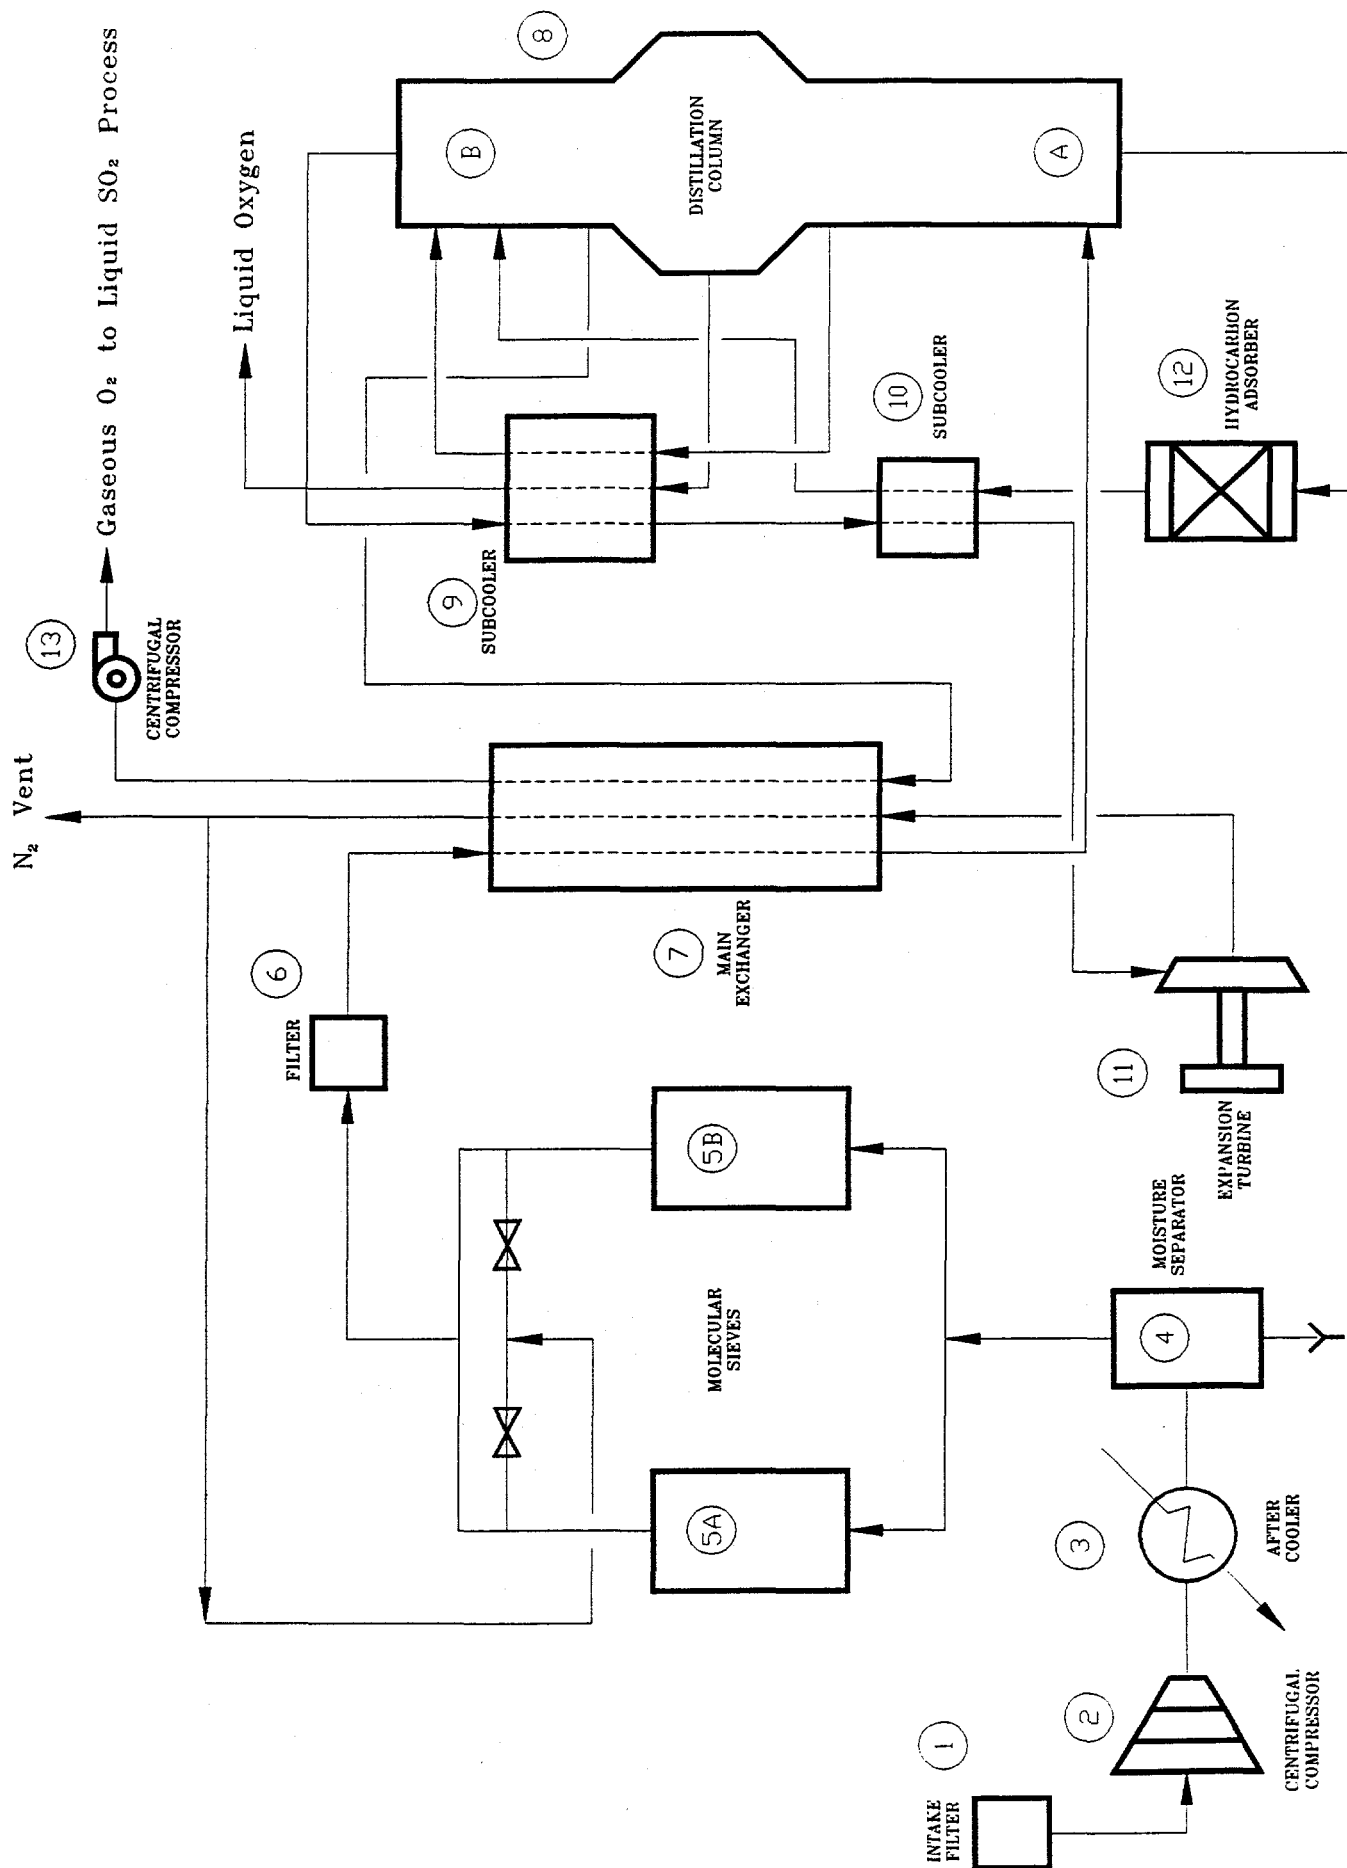 N₂ Vent
13
CENTRIFUGAL
COMPRESSOR
Gaseous O₂ to Liquid SO₂ Process
Liquid Oxygen
6
FILTER
7
MAIN
EXCHANGER
9
SUBCOOLER
10
SUBCOOLER
8
B
DISTILLATION
COLUMN
A
12
HYDROCARBON
ADSORBER
5A
MOLECULAR
SIEVES
5B
11
EXPANSION
TURBINE
1
INTAKE
FILTER
2
CENTRIFUGAL
COMPRESSOR
3
AFTER
COOLER
4
MOISTURE
SEPARATOR